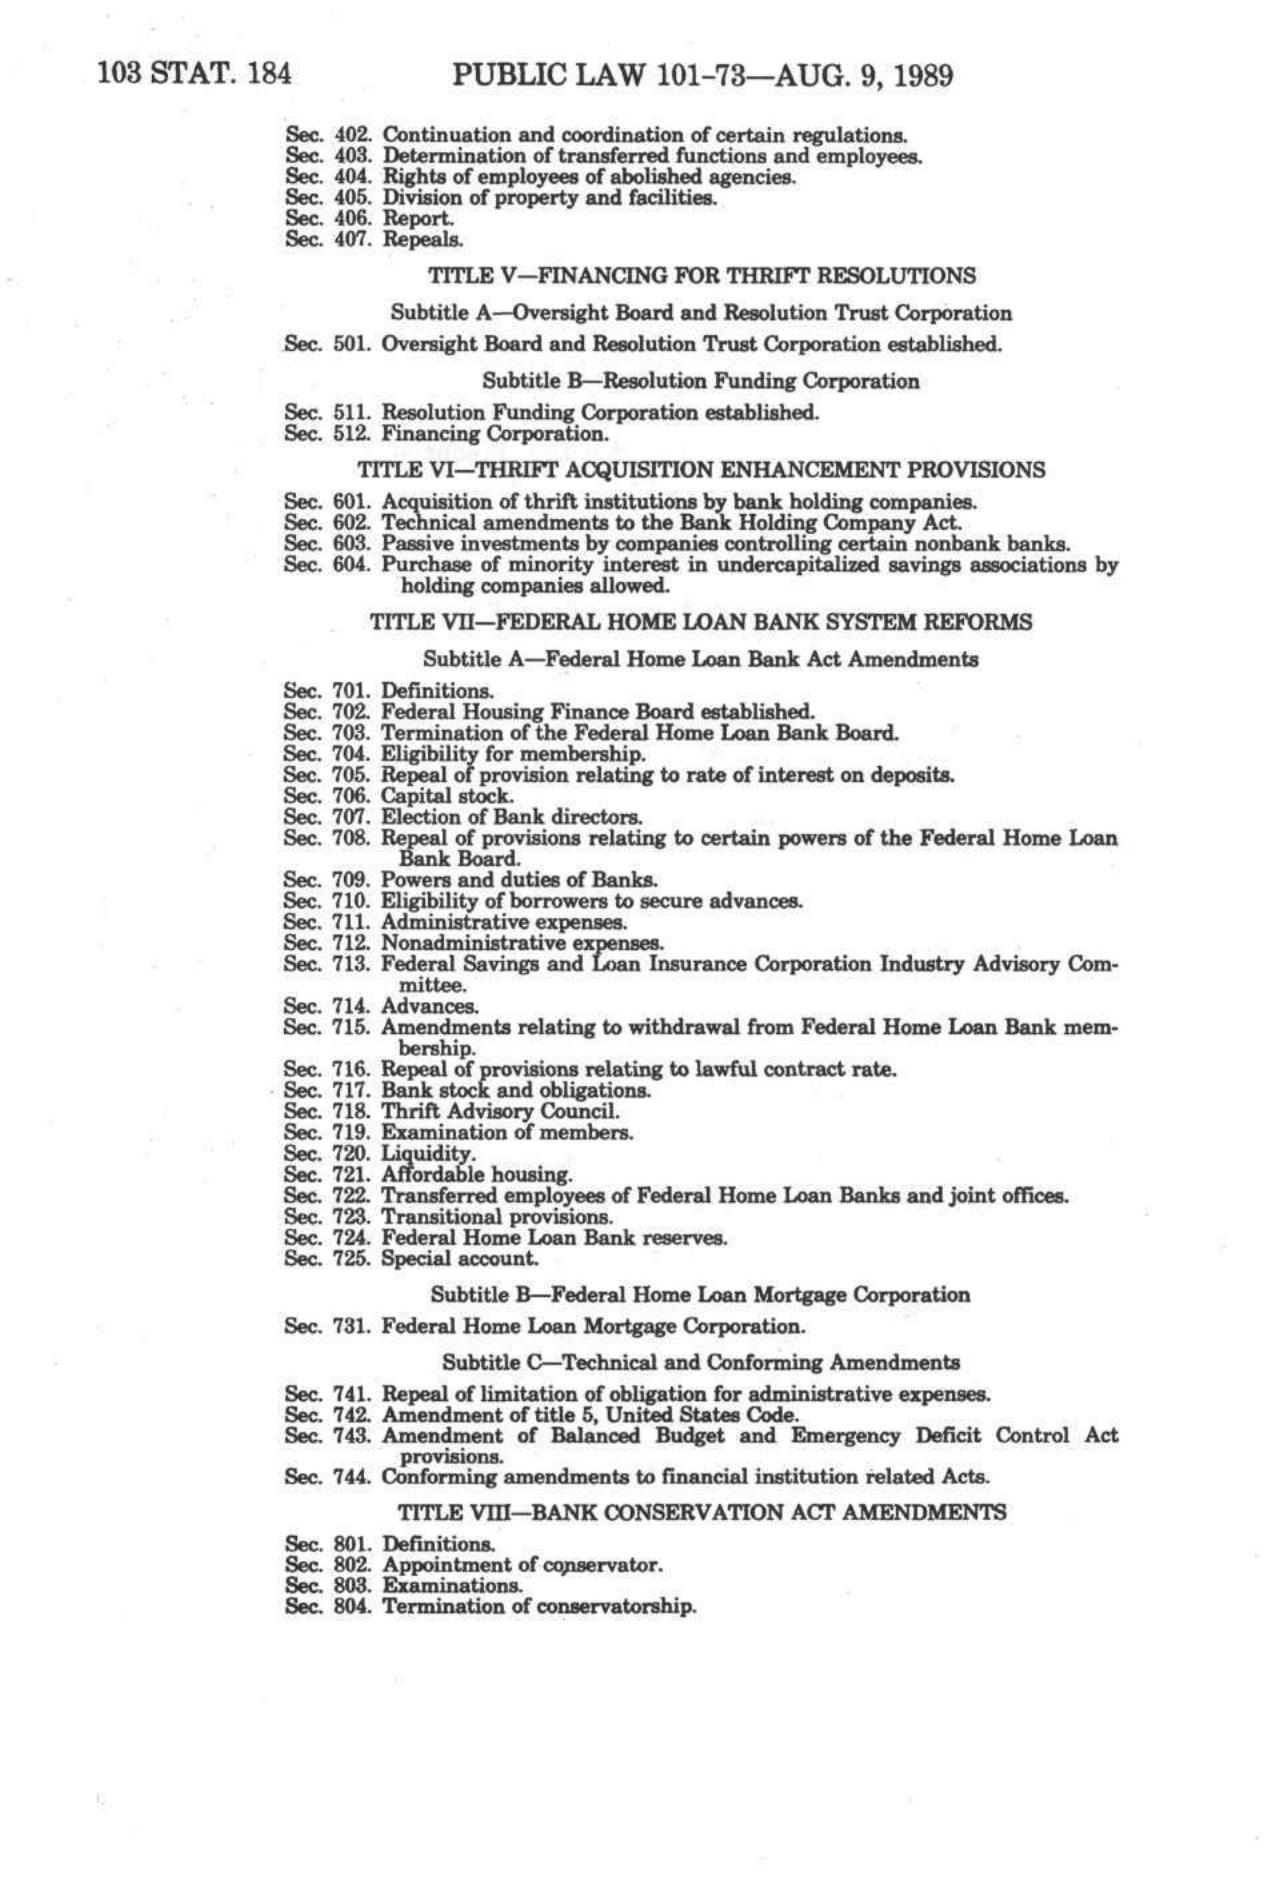 103 STAT. 184
PUBLIC LAW 101-73—AUG. 9, 1989
Sec. 402. Continuation and coordination of certain regulations.
Sec. 403. Determination of transferred functions and employees.
Sec. 404. Rights of employees of abolished agencies.
Sec. 405. Division of property and facilities.
Sec. 406. Report.
Sec. 407. Repeals.
TITLE V—FINANCING FOR THRIFT RESOLUTIONS
Subtitle A—Oversight Board and Resolution Trust Corporation
Sec. 501. Oversight Board and Resolution Trust Corporation established.
Subtitle B—Resolution Funding Corporation
Sec. 511. Resolution Funding Corporation established.
Sec. 512. Financing Corporation.
TITLE VI—THRIFT ACQUISITION ENHANCEMENT PROVISIONS
Sec. 601. Acquisition of thrift institutions by bank holding companies.
Sec. 602. Technical amendments to the Bank Holding Company Act.
Sec. 603. Passive investments by companies controlling certain nonbank banks.
Sec. 604. Purchase of minority interest in undercapitalized savings associations by
holding companies allowed.
TITLE VII—FEDERAL HOME LOAN BANK SYSTEM REFORMS
Subtitle A—Federal Home Loan Bank Act Amendments
Sec. 701. Definitions.
Sec. 702. Federal Housing Finance Board established.
Sec. 703. Termination of the Federal Home Loan Bank Board.
Sec. 704. Eligibility for membership.
Sec. 705. Repeal of provision relating to rate of interest on deposits.
Sec. 706. Capital stock.
Sec. 707. Election of Bank directors.
Sec. 708. Repeal of provisions relating to certain powers of the Federal Home Loan
Bank Board.
Sec. 709. Powers and duties of Banks.
Sec. 710. Eligibility of borrowers to secure advances.
Sec. 711. Administrative expenses.
Sec. 712. Nonadministrative expenses.
Sec. 713. Federal Savings and Loan Insurance Corporation Industry Advisory Com-
mittee.
Sec. 714. Advances.
Sec. 715. Amendments relating to withdrawal from Federal Home Loan Bank mem-
bership.
Sec. 716. Repeal of provisions relating to lawful contract rate.
Sec. 717. Bank stock and obligations.
Sec. 718. Thrift Advisory Council.
Sec. 719. Examination of members.
Sec. 720. Liquidity.
Sec. 721. Affordable housing.
Sec. 722. Transferred employees of Federal Home Loan Banks and joint offices.
Sec. 723. Transitional provisions.
Sec. 724. Federal Home Loan Bank reserves.
Sec. 725. Special account.
Subtitle B—Federal Home Loan Mortgage Corporation
Sec. 731. Federal Home Loan Mortgage Corporation.
Subtitle C—Technical and Conforming Amendments
Sec. 741. Repeal of limitation of obligation for administrative expenses.
Sec. 742. Amendment of title 5, United States Code.
Sec. 743. Amendment of Balanced Budget and Emergency Deficit Control Act
provisions.
Sec. 744. Conforming amendments to financial institution related Acts.
TITLE VIII—BANK CONSERVATION ACT AMENDMENTS
Sec. 801. Definitions.
Sec. 802. Appointment of conservator.
Sec. 803. Examinations.
Sec. 804. Termination of conservatorship.